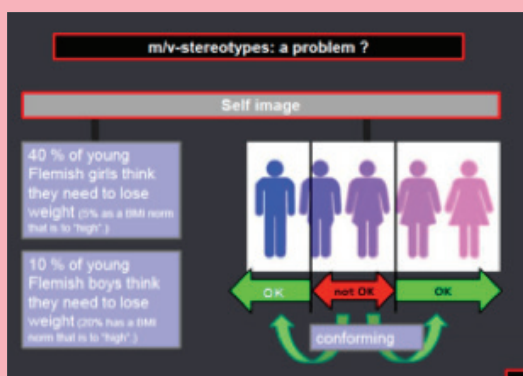 m/v-stereotypes: a problem ?
Self image
40 % of young
Flemish girls think
they need to lose
weight (5% as a BMI norm
that is to "high".)
10 % of young
Flemish boys think
they need to lose
weight (20% has a BMI
norm that is to "high".)
OK
not OK
OK
conforming